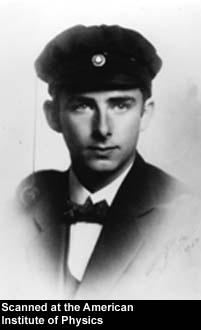 Scanned at the American
Institute of Physics